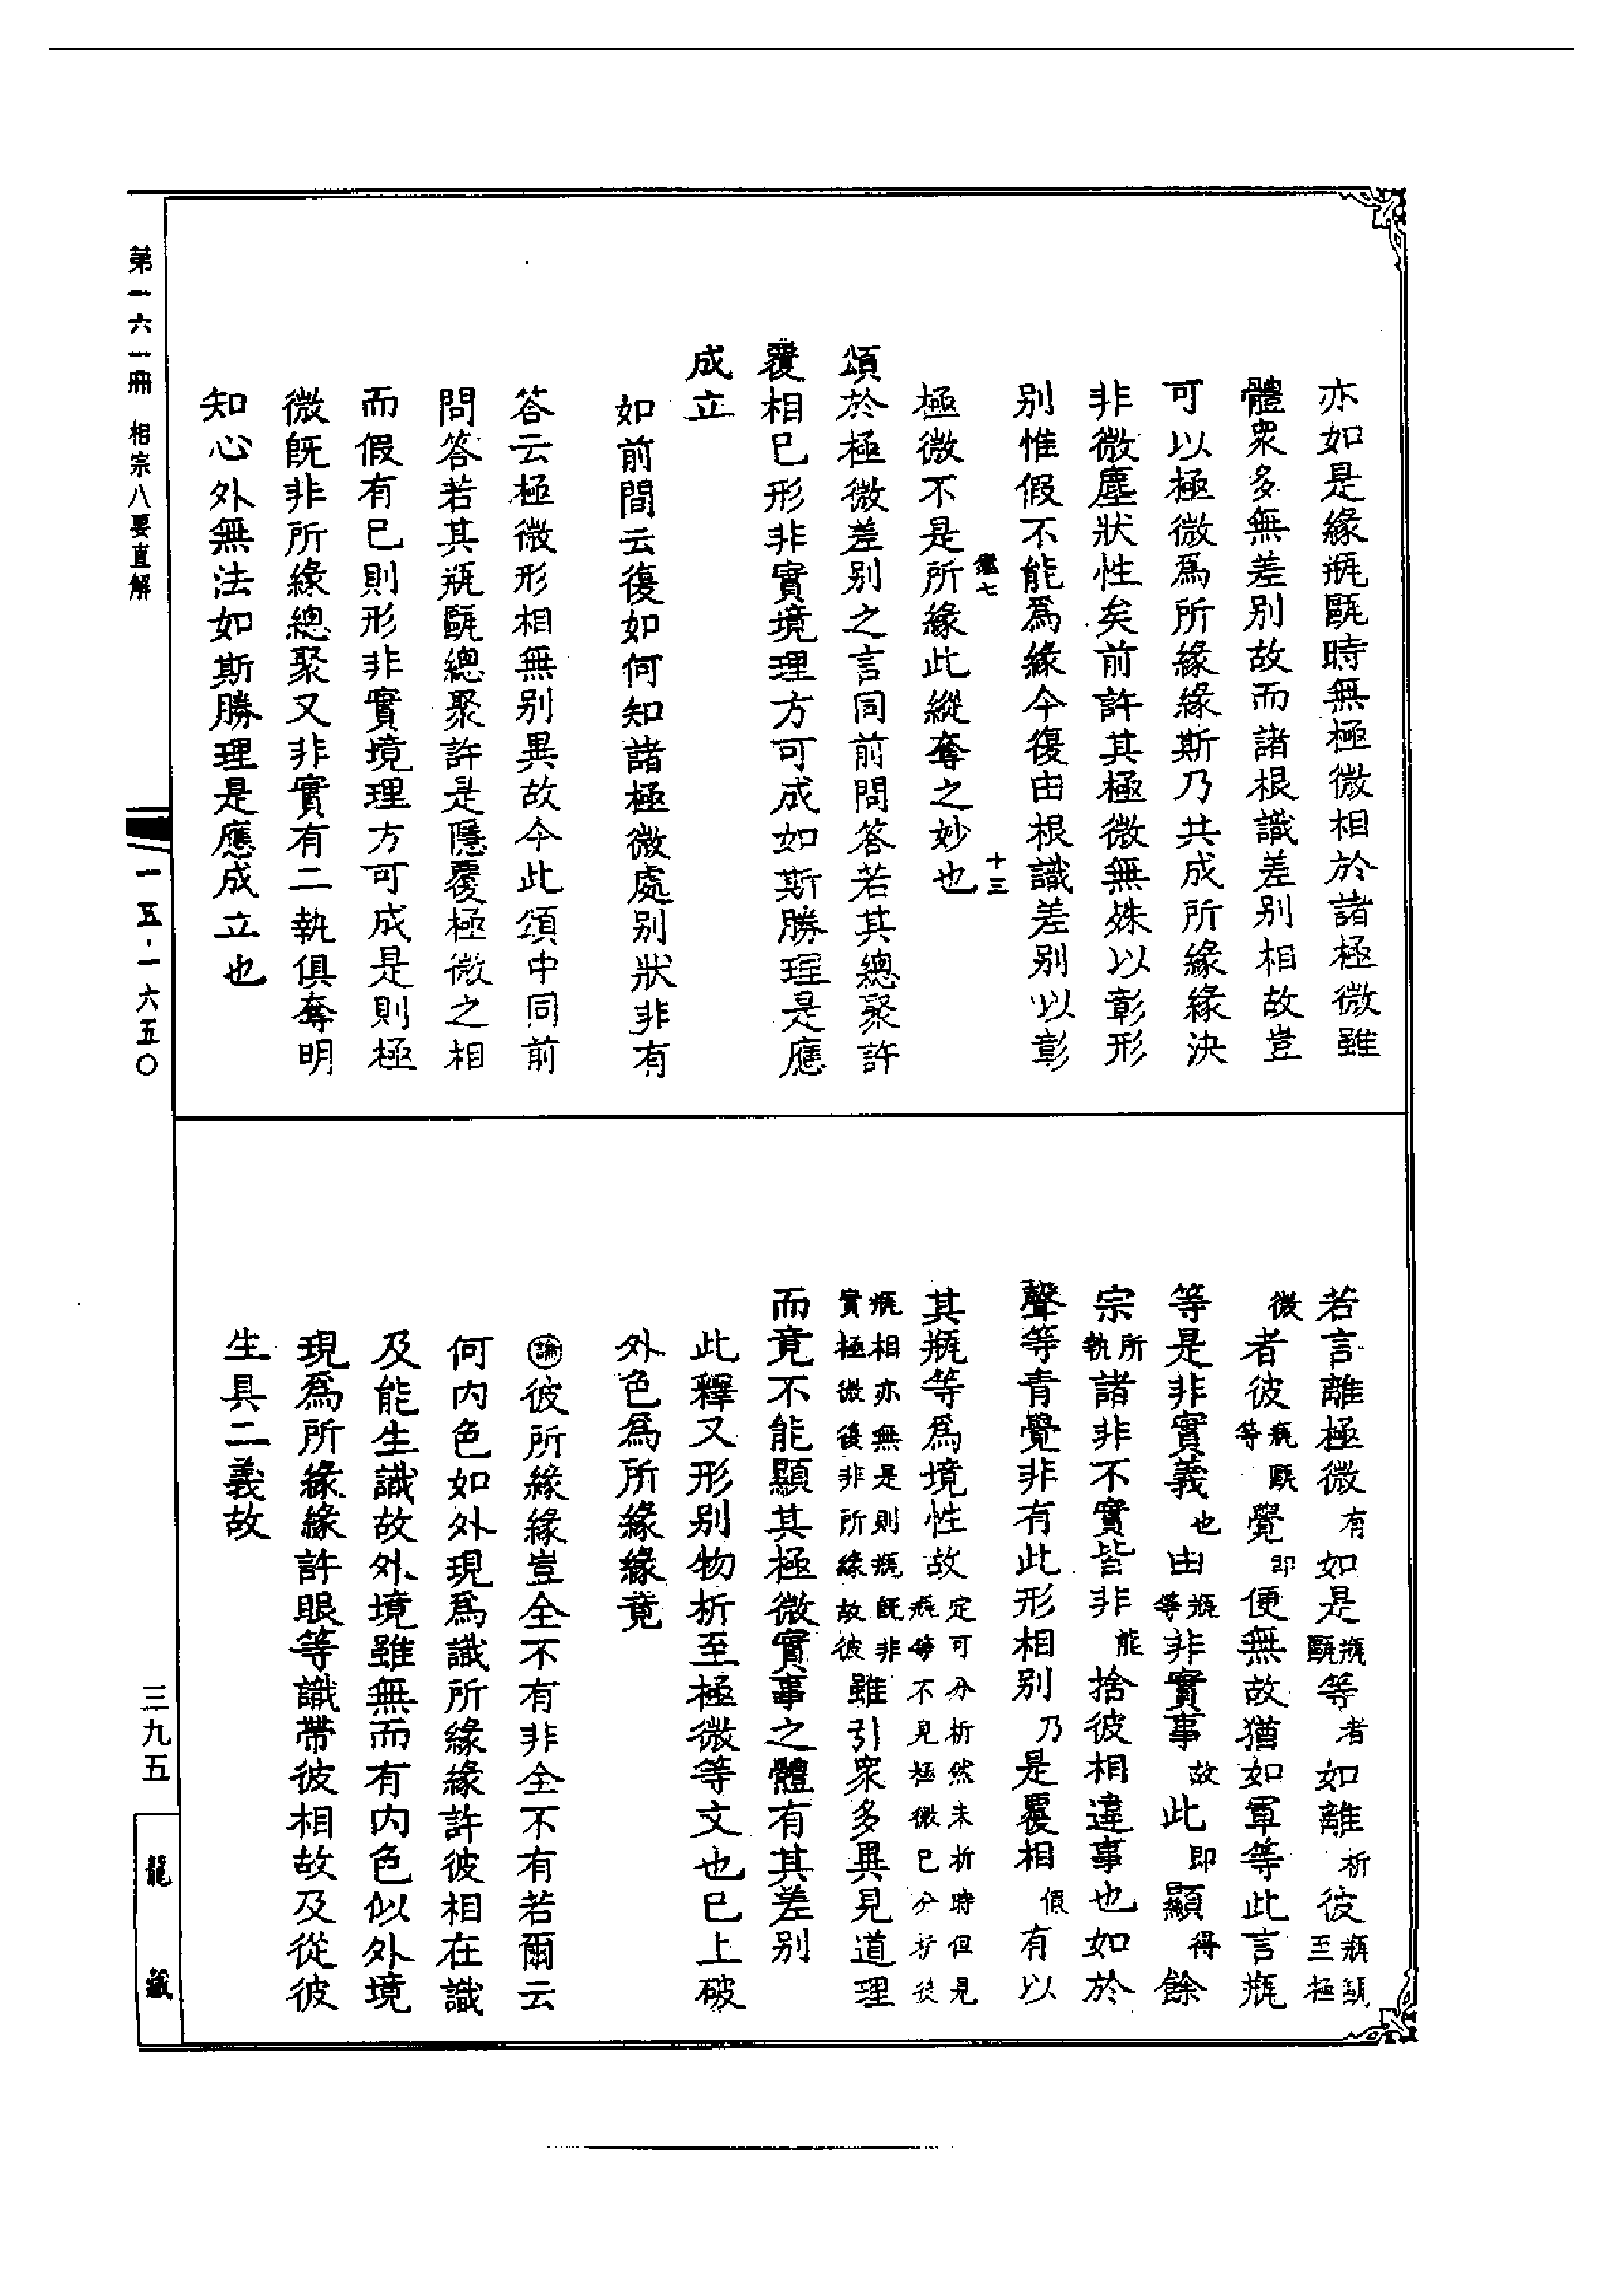 亦如是緣瓶甌時無極微相於諸極微雖
體眾多無差別故而諸根識差別相故豈
可以極微爲所緣緣斯乃共成所緣緣決
非微塵狀性矣前許其極微無殊以彰形
別惟假不能爲緣今復由根識差別以彰
極微不是所緣此縱奪之妙也
十三
頌於極微差別之言同前問答若其總聚許
覆相已形非實境理方可成如斯勝理是應
成立
如前間云復如何知諸極微處別狀非有
答云極微形相無別異故今此頌中同前
問答若其瓶甌總聚許是隱覆極微之相
而假有已則形非實境理方可成是則極
微既非所緣總聚又非實有二執俱奪明
知心外無法如斯勝理是應成立也
若言離極微有如是瓶甌等者如離析彼瓶甌至極
微者彼瓶甌等覺即便無故猶如軍等此言瓶
等是非實義也由瓶等非實事故此即顯得餘
宗所執諸非不實皆非能捨彼相違事也如於
聲等青覺非有此形相別乃是覆相假有以
其瓶等爲境性故定可分析然未析時但見瓶等不見極微已分析後
瓶相亦無是則瓶既非實極微後非所緣故彼雖引眾多異見道理
而竟不能顯其極微實事之體有其差別
此釋又形別物析至極微等文也已上破
外色爲所緣緣竟
論彼所緣緣豈全不有非全不有若爾云
何內色如外現爲識所緣緣許彼相在識
及能生識故外境雖無而有內色似外境
現爲所緣緣許眼等識帶彼相故及從彼
生具二義故
第一六一冊 相宗八要直解
一五·一六五〇
三九五
龍藏